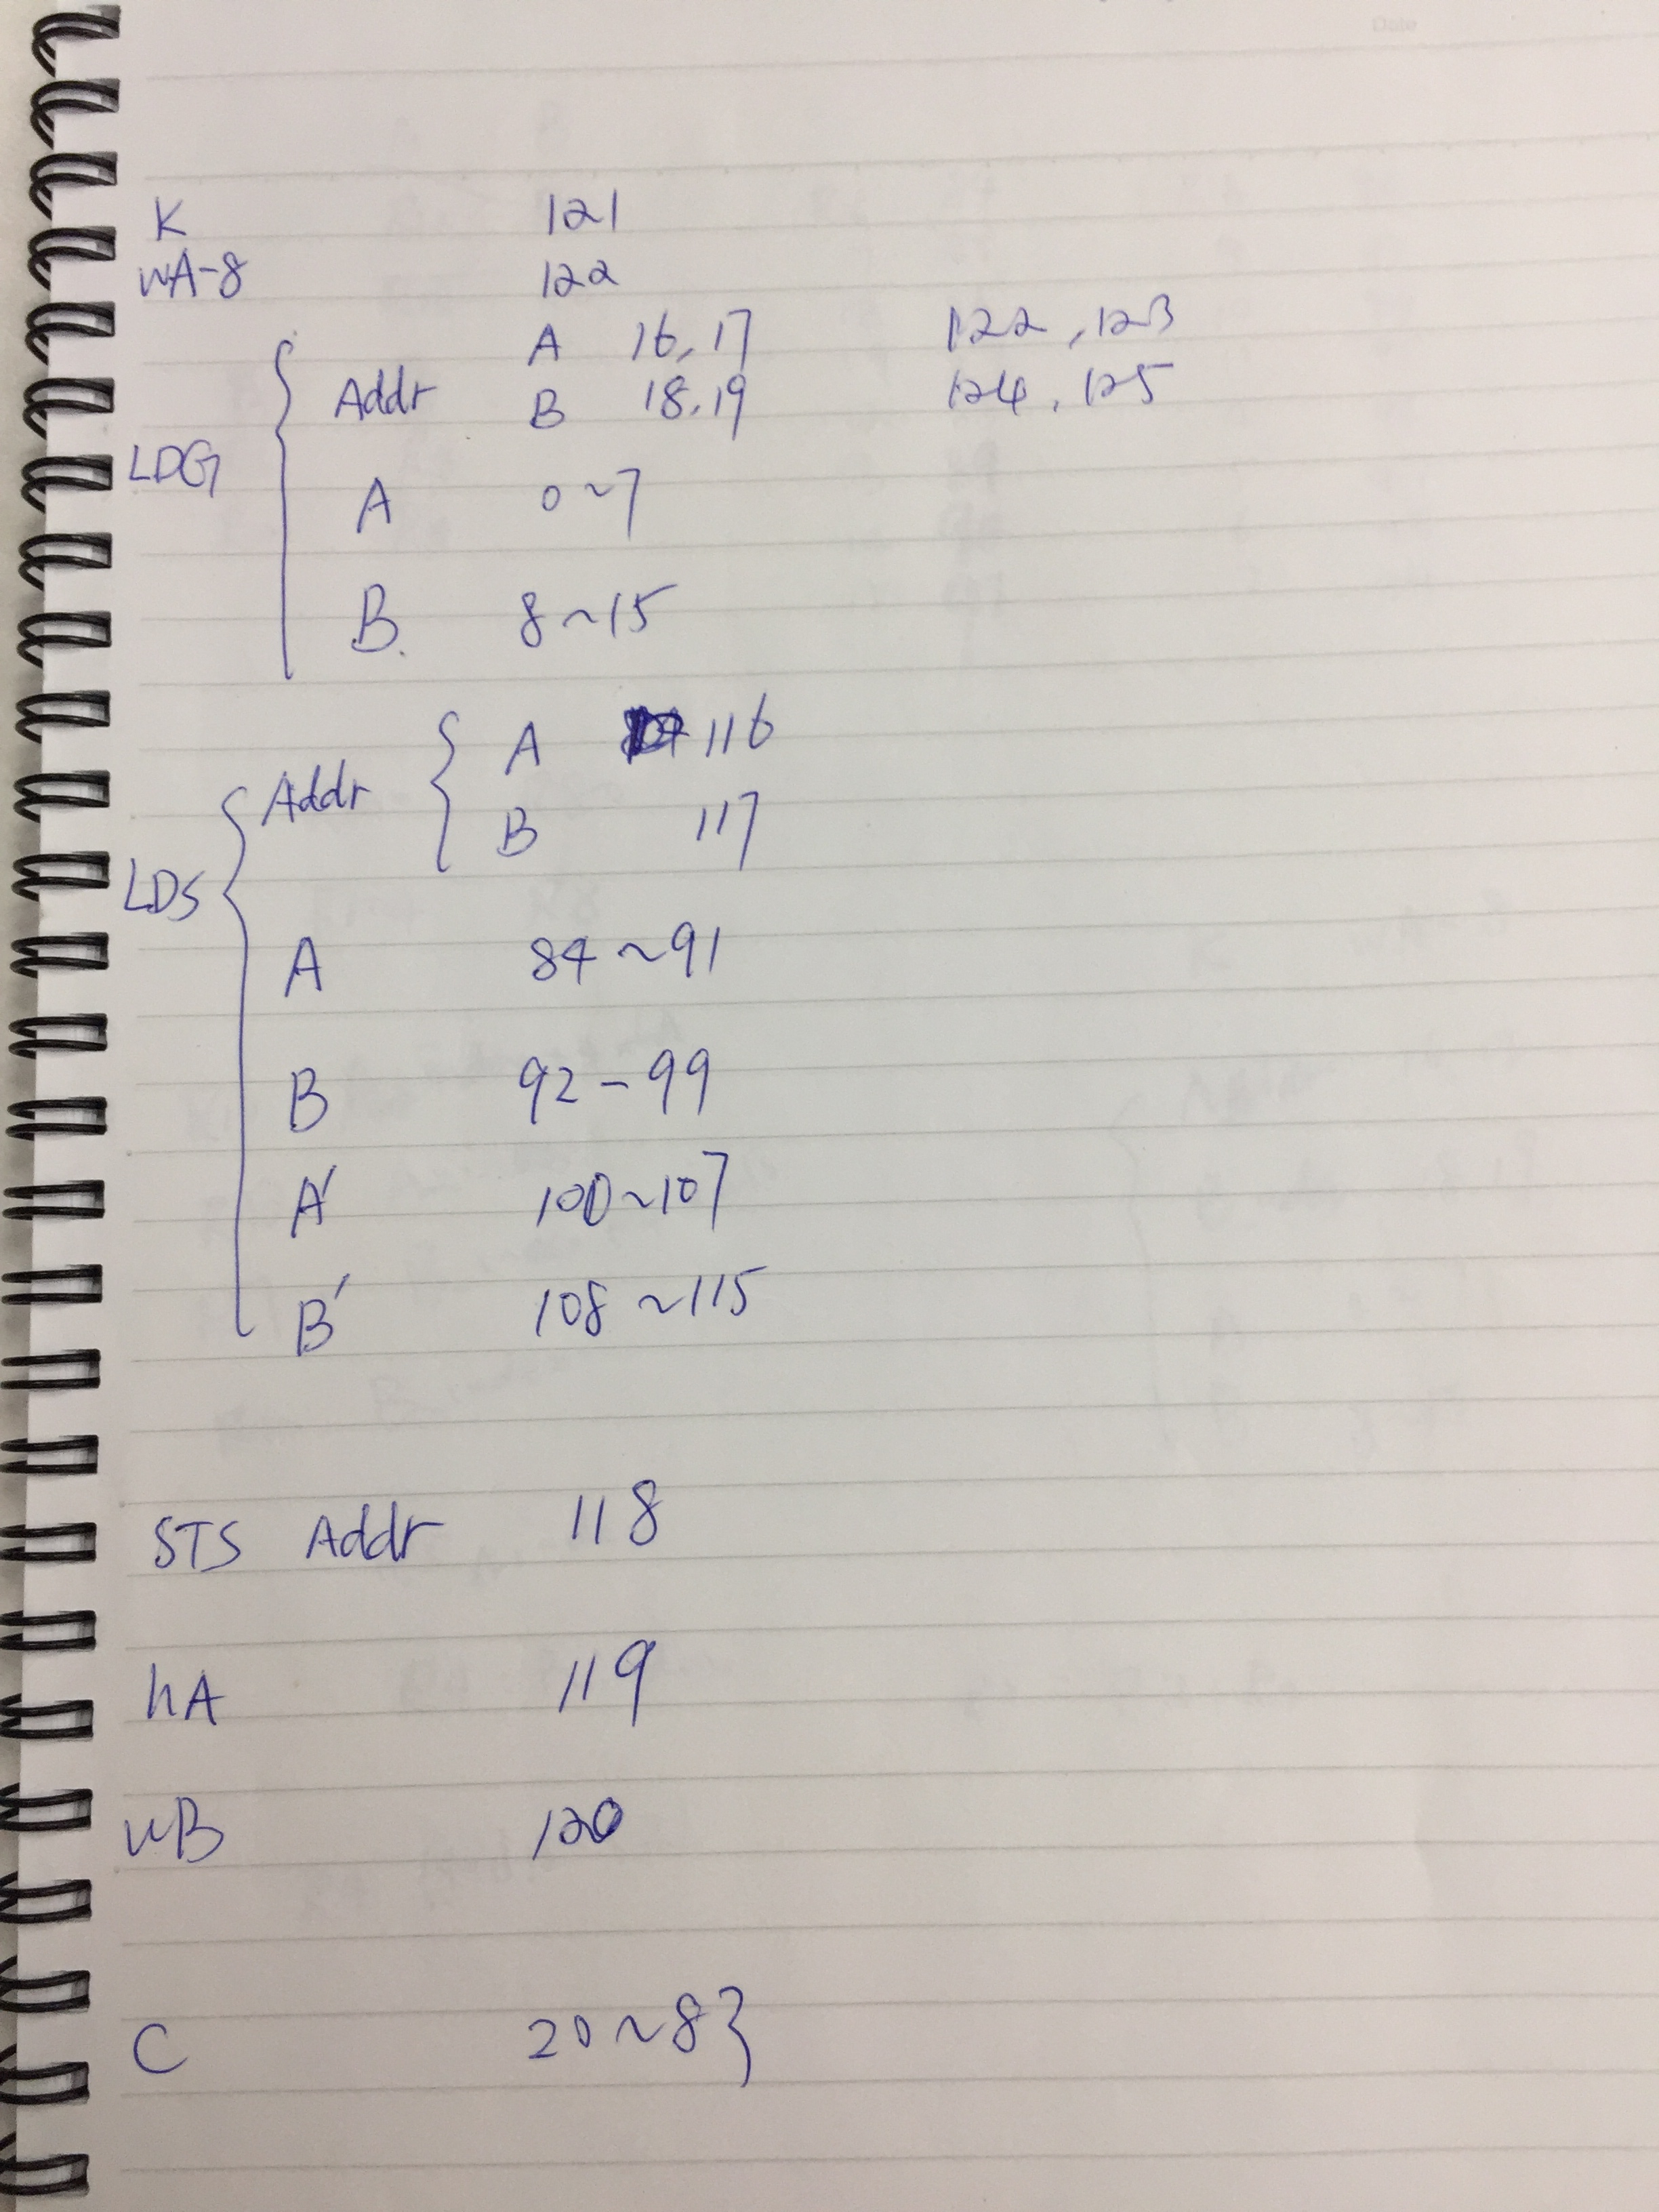 K 121
wA-8 122
A 16, 17 122, 123
Addr B 18, 19 124, 125
LDG
A 0~7
B. 8~15
A 116
Addr
B 117
LDS
A 84~91
B 92-99
A' 100~107
B' 108~115
STS Addr 118
hA 119
wB 120
C 20~83